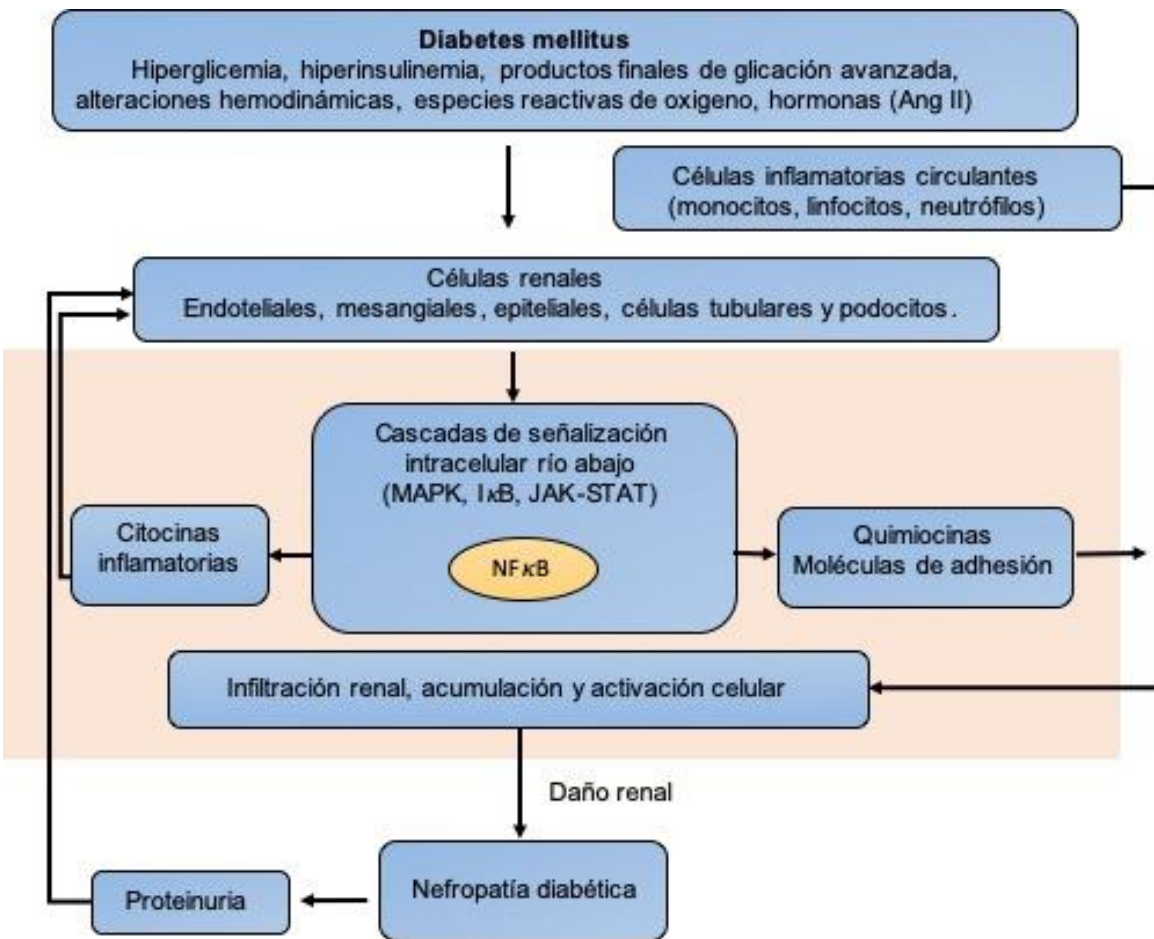 Diabetes mellitus
Hiperglicemia, hiperinsulinemia, productos finales de glicación avanzada,
alteraciones hemodinámicas, especies reactivas de oxigeno, hormonas (Ang II)
Células inflamatorias circulantes
(monocitos, linfocitos, neutrófilos)
Células renales
Endoteliales, mesangiales, epiteliales, células tubulares y podocitos.
Cascadas de señalización
intracelular río abajo
(MAPK, IκB, JAK-STAT)
NFκB
Citocinas
inflamatorias
Quimiocinas
Moléculas de adhesión
Infiltración renal, acumulación y activación celular
Daño renal
Nefropatía diabética
Proteinuria